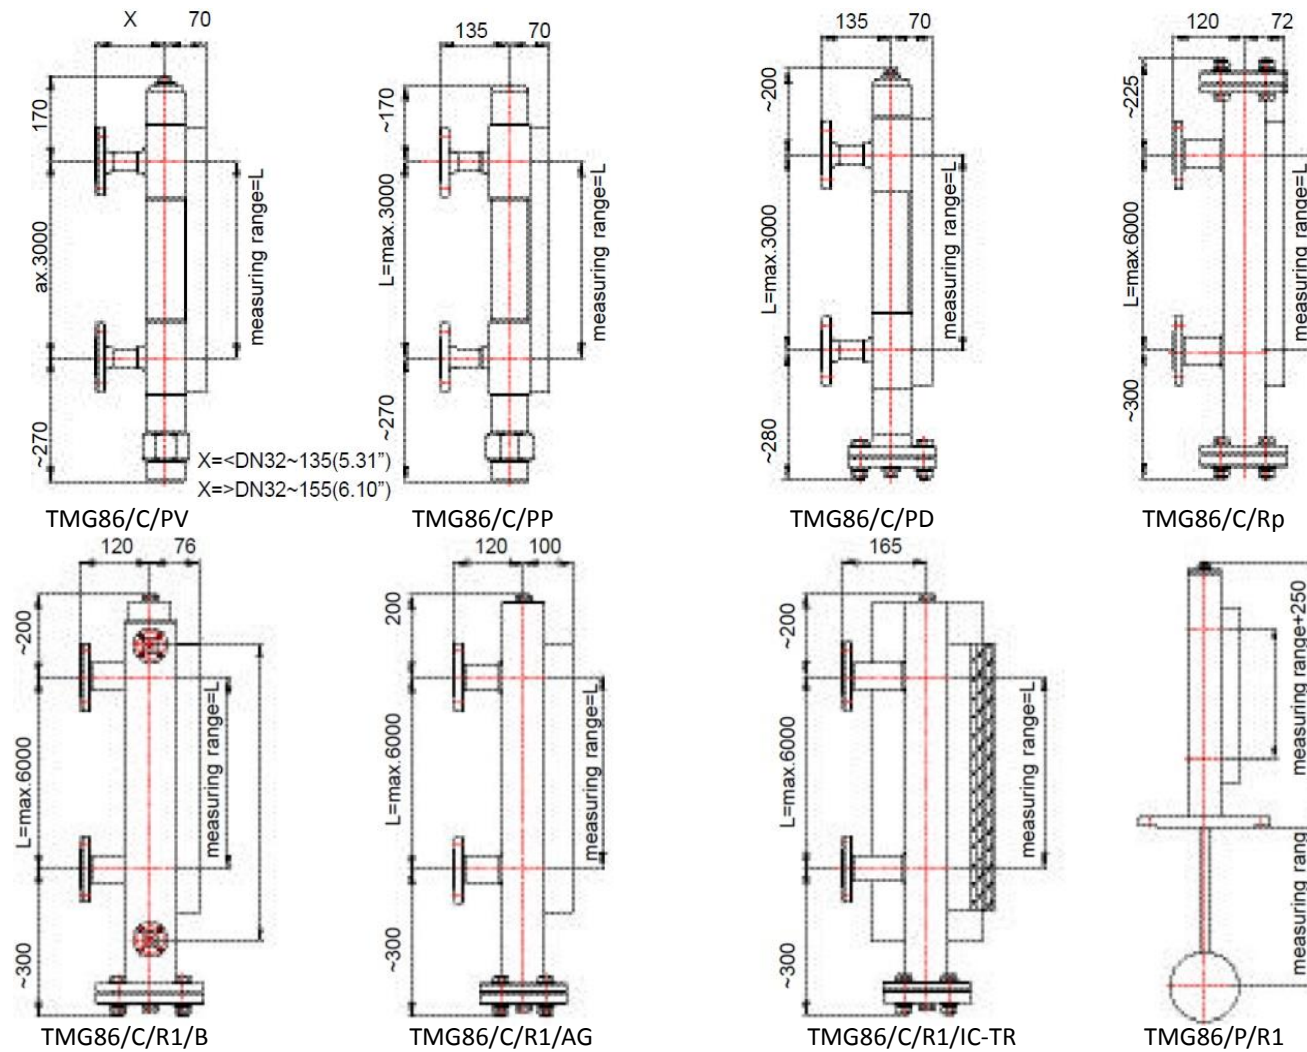 X 70
135 70
135 70
120 72
170
~170
~200
~225
ax.3000
L=max.3000
L=max.3000
L=max.6000
measuring range=L
measuring range=L
measuring range=L
measuring range=L
~270
~270
~280
~300
X=<DN32~135(5.31")
X=>DN32~155(6.10")
TMG86/C/PV
TMG86/C/PP
TMG86/C/PD
TMG86/C/Rp
120 76
120 100
165
~200
200
~200
measuring range+250
L=max.6000
L=max.6000
L=max.6000
measuring range=L
measuring range=L
measuring range=L
measuring rang
~300
~300
~300
TMG86/C/R1/B
TMG86/C/R1/AG
TMG86/C/R1/IC-TR
TMG86/P/R1